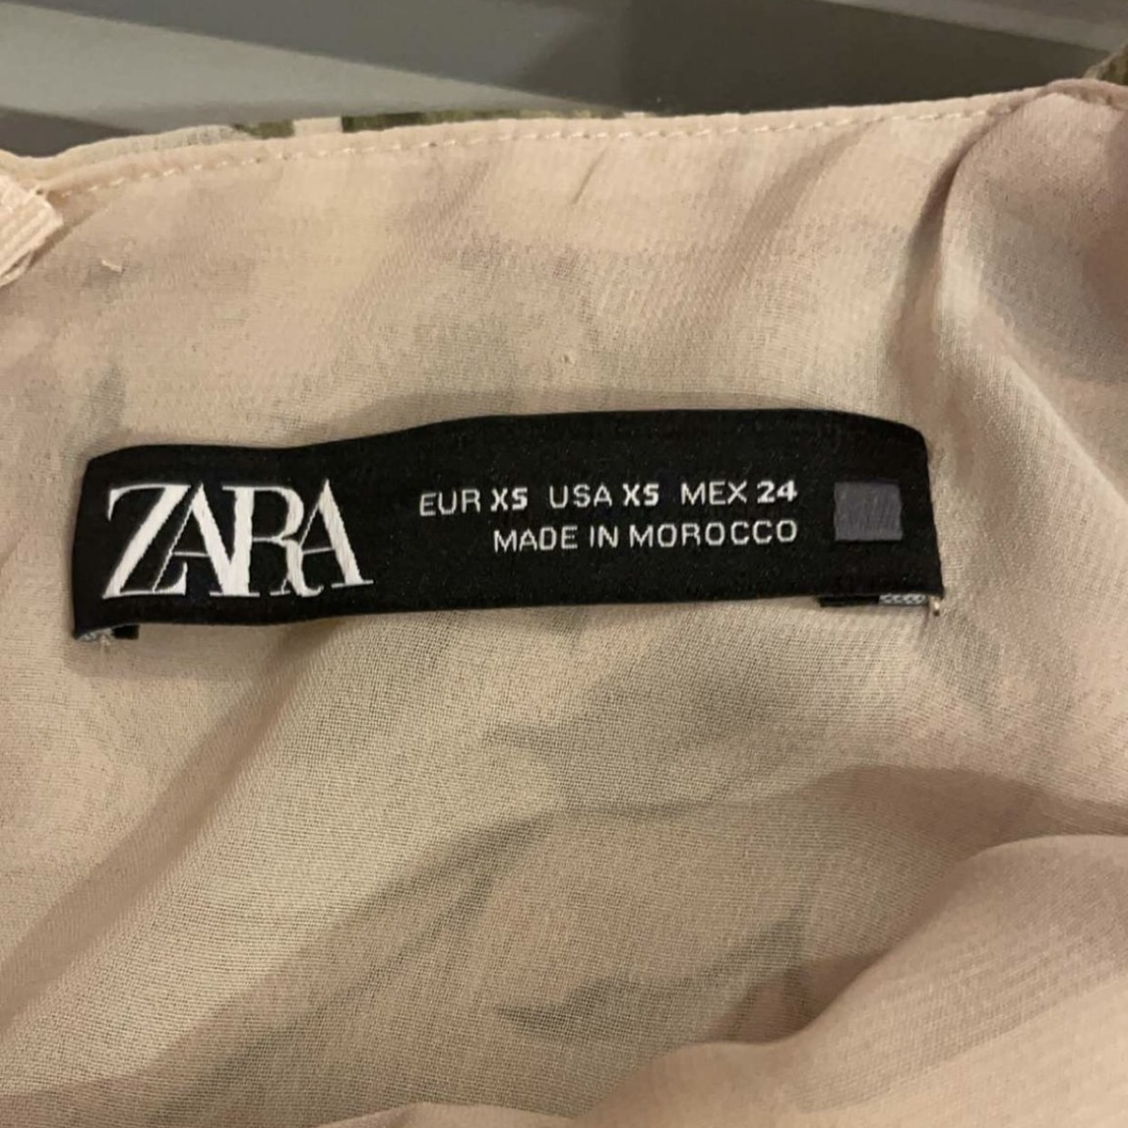 ZARA
EUR XS USA XS MEX 24
MADE IN MOROCCO